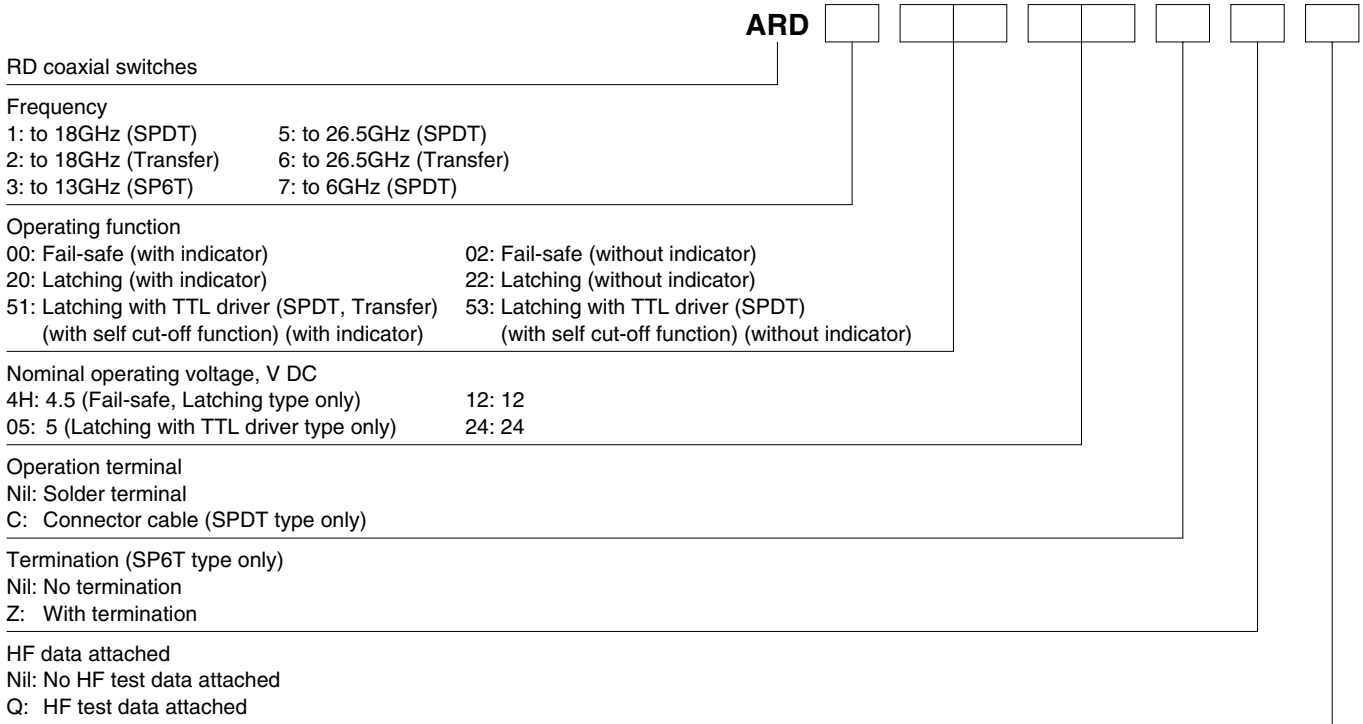 ARD
RD coaxial switches
Frequency
1: to 18GHz (SPDT) 5: to 26.5GHz (SPDT)
2: to 18GHz (Transfer) 6: to 26.5GHz (Transfer)
3: to 13GHz (SP6T) 7: to 6GHz (SPDT)
Operating function
00: Fail-safe (with indicator) 02: Fail-safe (without indicator)
20: Latching (with indicator) 22: Latching (without indicator)
51: Latching with TTL driver (SPDT, Transfer) 53: Latching with TTL driver (SPDT)
(with self cut-off function) (with indicator) (with self cut-off function) (without indicator)
Nominal operating voltage, V DC
4H: 4.5 (Fail-safe, Latching type only) 12: 12
05: 5 (Latching with TTL driver type only) 24: 24
Operation terminal
Nil: Solder terminal
C: Connector cable (SPDT type only)
Termination (SP6T type only)
Nil: No termination
Z: With termination
HF data attached
Nil: No HF test data attached
Q: HF test data attached